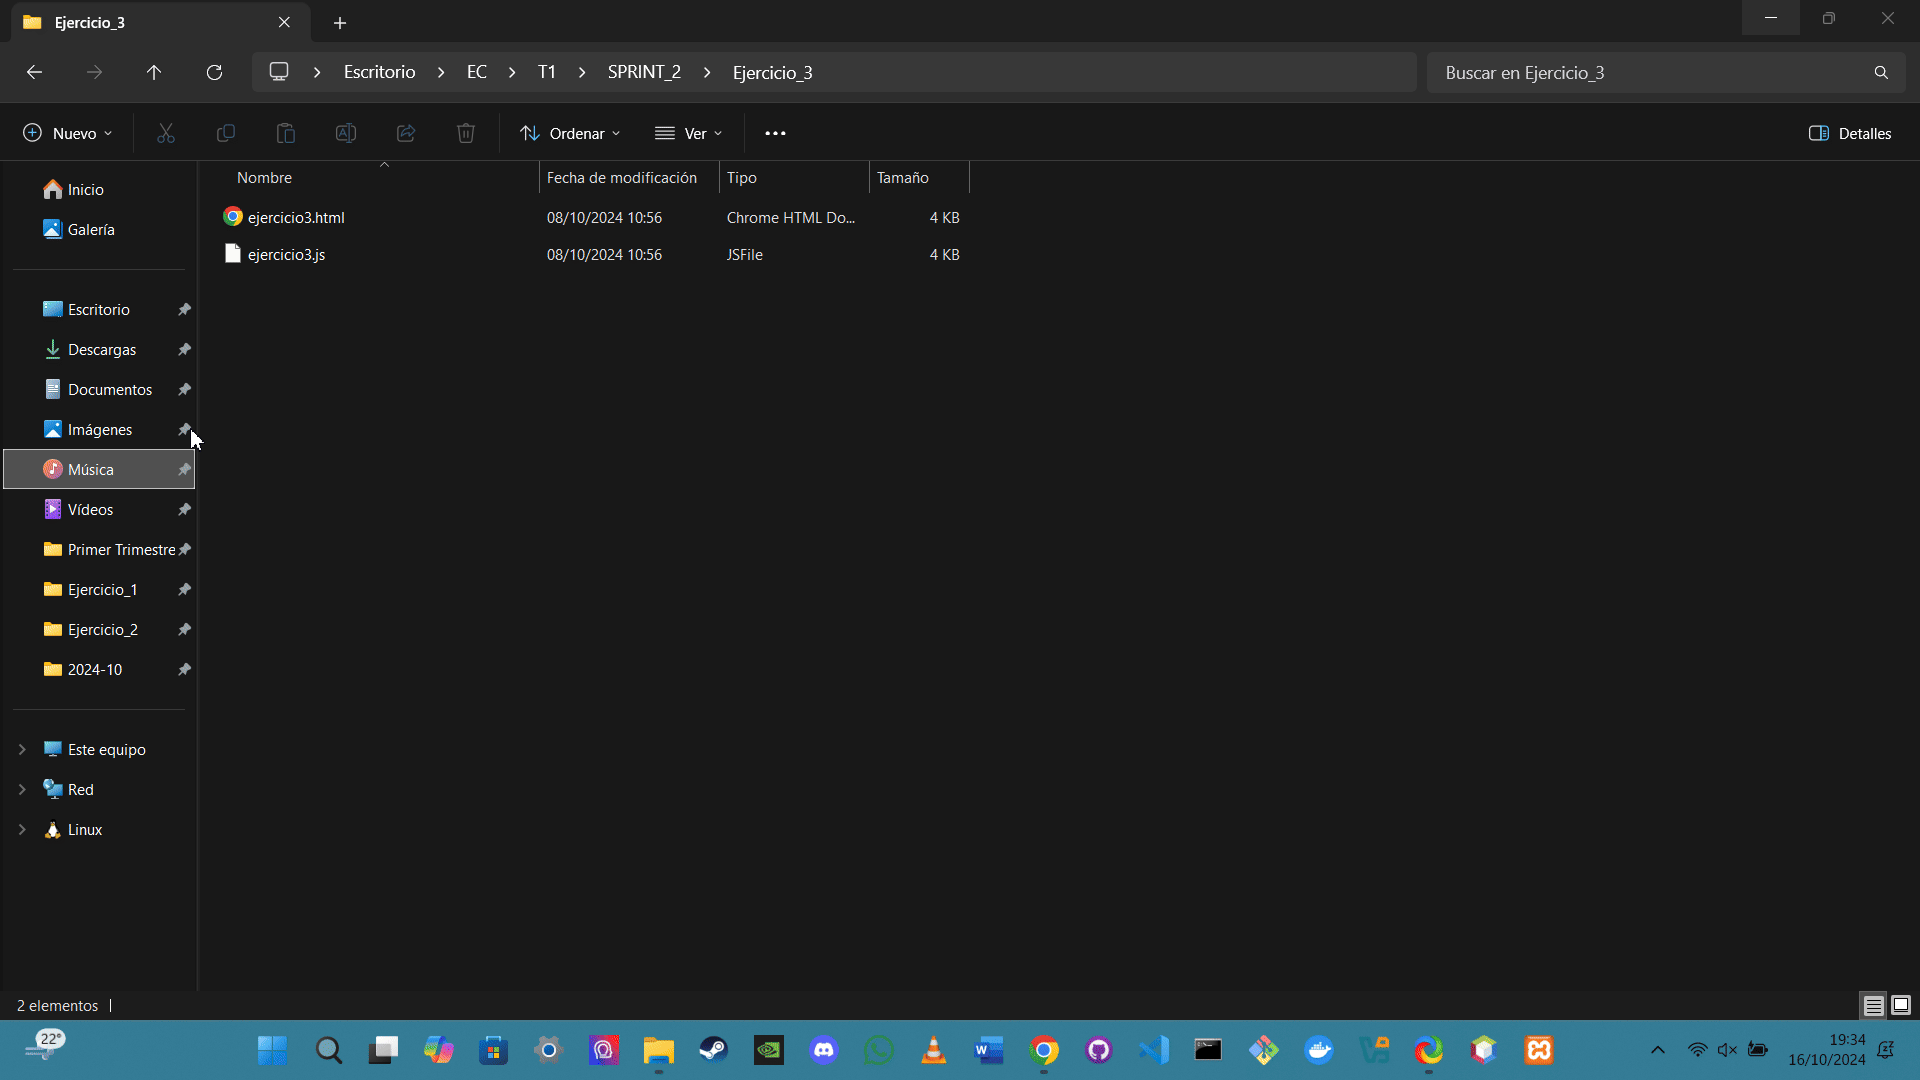 Ejercicio_3
Escritorio EC T1 SPRINT_2 Ejercicio_3
Buscar en Ejercicio_3
Nuevo
Ordenar
Ver
Detalles
Nombre Fecha de modificación Tipo Tamaño
ejercicio3.html 08/10/2024 10:56 Chrome HTML Do... 4 KB
ejercicio3.js 08/10/2024 10:56 JSFile 4 KB
Inicio
Galería
Escritorio
Descargas
Documentos
Imágenes
Música
Vídeos
Primer Trimestre
Ejercicio_1
Ejercicio_2
2024-10
Este equipo
Red
Linux
2 elementos
22°
19:34
16/10/2024